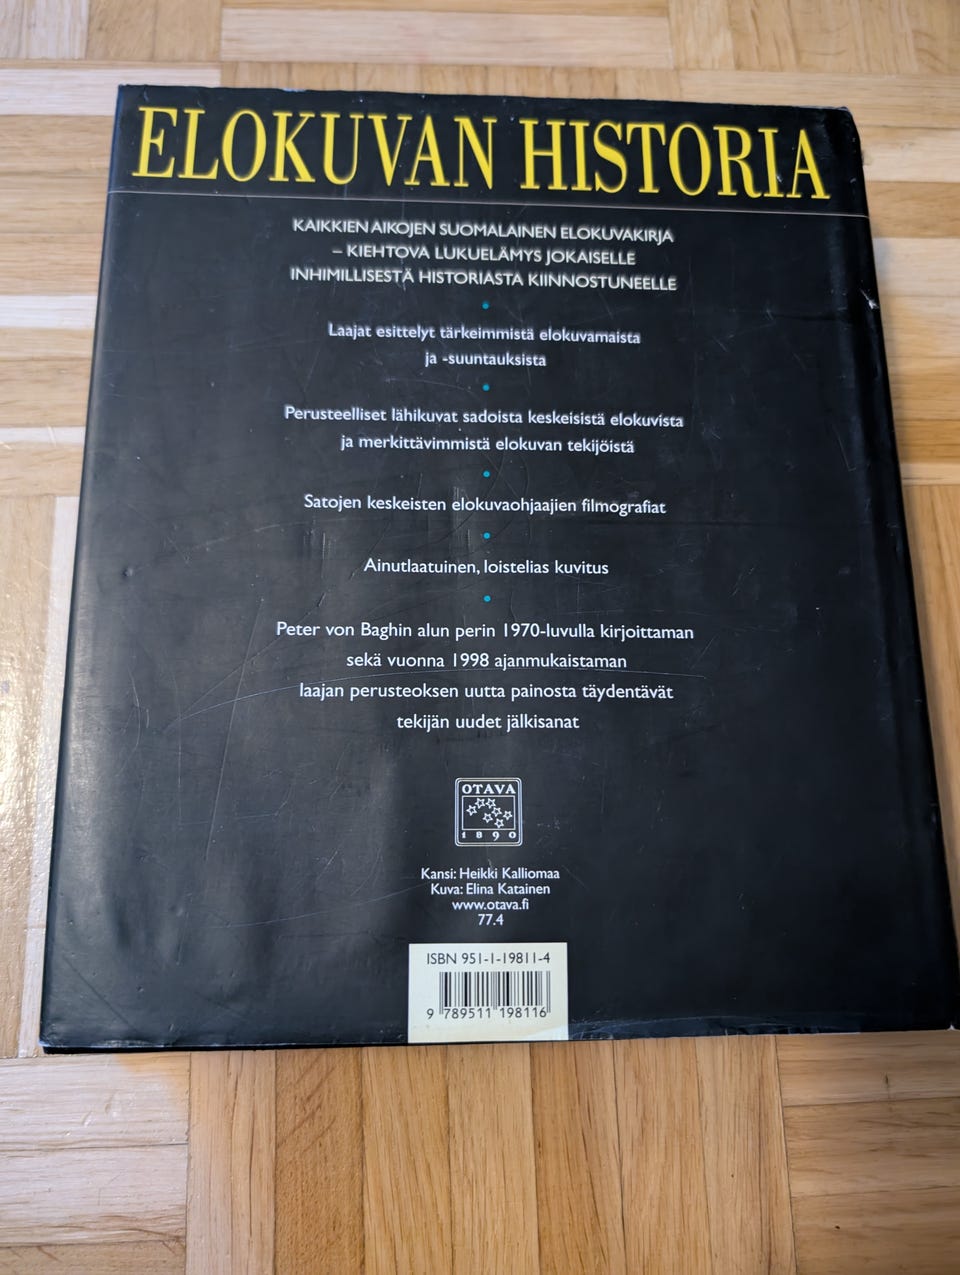 ELOKUVAN HISTORIA
KAIKKIEN AIKOJEN SUOMALAINEN ELOKUVAKIRJA
– KIEHTOVA LUKUELÄMYS JOKAISELLE
INHIMILLISESTÄ HISTORIASTA KIINNOSTUNEELLE
Laajat esittelyt tärkeimmistä elokuvamaista
ja -suuntauksista
Perusteelliset lähikuvat sadoista keskeisistä elokuvista
ja merkittävimmistä elokuvan tekijöistä
Satojen keskeisten elokuvaohjaajien filmografiat
Ainutlaatuinen, loistelias kuvitus
Peter von Baghin alun perin 1970-luvulla kirjoittaman
sekä vuonna 1998 ajanmukaistaman
laajan perusteoksen uutta painosta täydentävät
tekijän uudet jälkisanat
OTAVA
1890
Kansi: Heikki Kalliomaa
Kuva: Elina Katainen
www.otava.fi
77.4
ISBN 951-1-19811-4
9 789511 198116